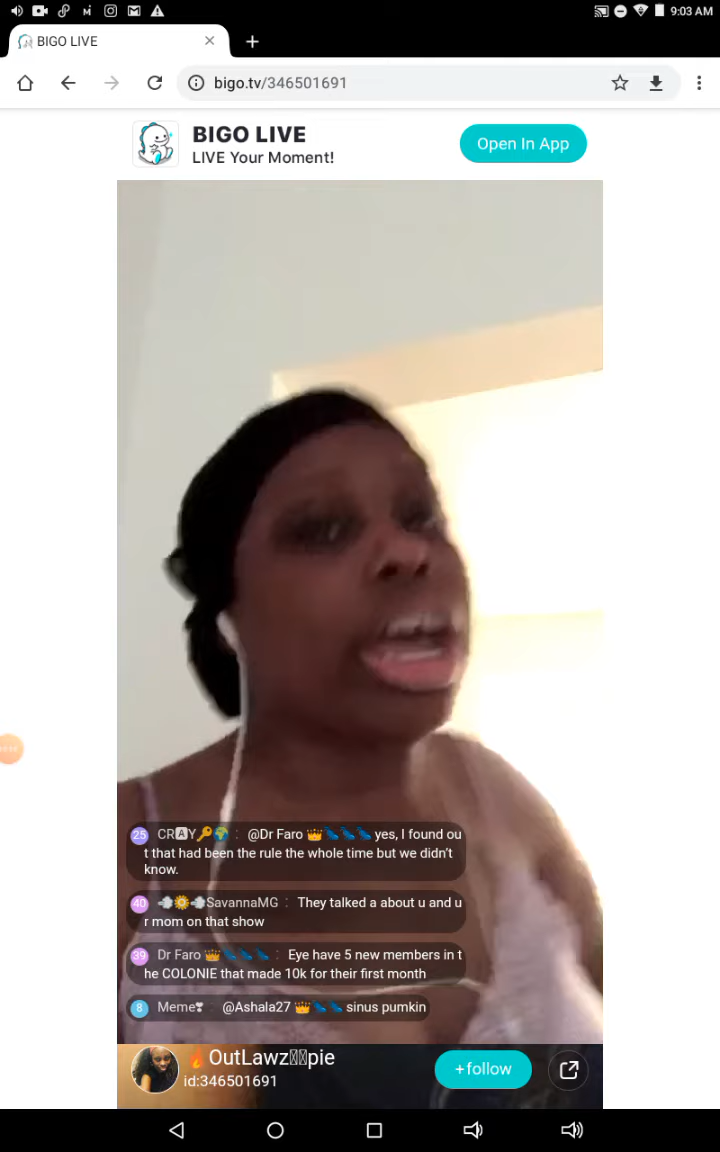 9:03 AM
BIGO LIVE
bigo.tv/346501691
BIGO LIVE
LIVE Your Moment!
Open In App
25 CR🅰Y🔑🌍 : @Dr Faro 👑👠👠👠 yes, I found ou
t that had been the rule the whole time but we didn't
know.
40 💨🌼💨SavannaMG : They talked a about u and u
r mom on that show
39 Dr Faro 👑👠👠👠 : Eye have 5 new members in t
he COLONIE that made 10k for their first month
8 Meme❣ : @Ashala27 👑👠👠 sinus pumkin
🔥OutLawz pie
id:346501691
+follow